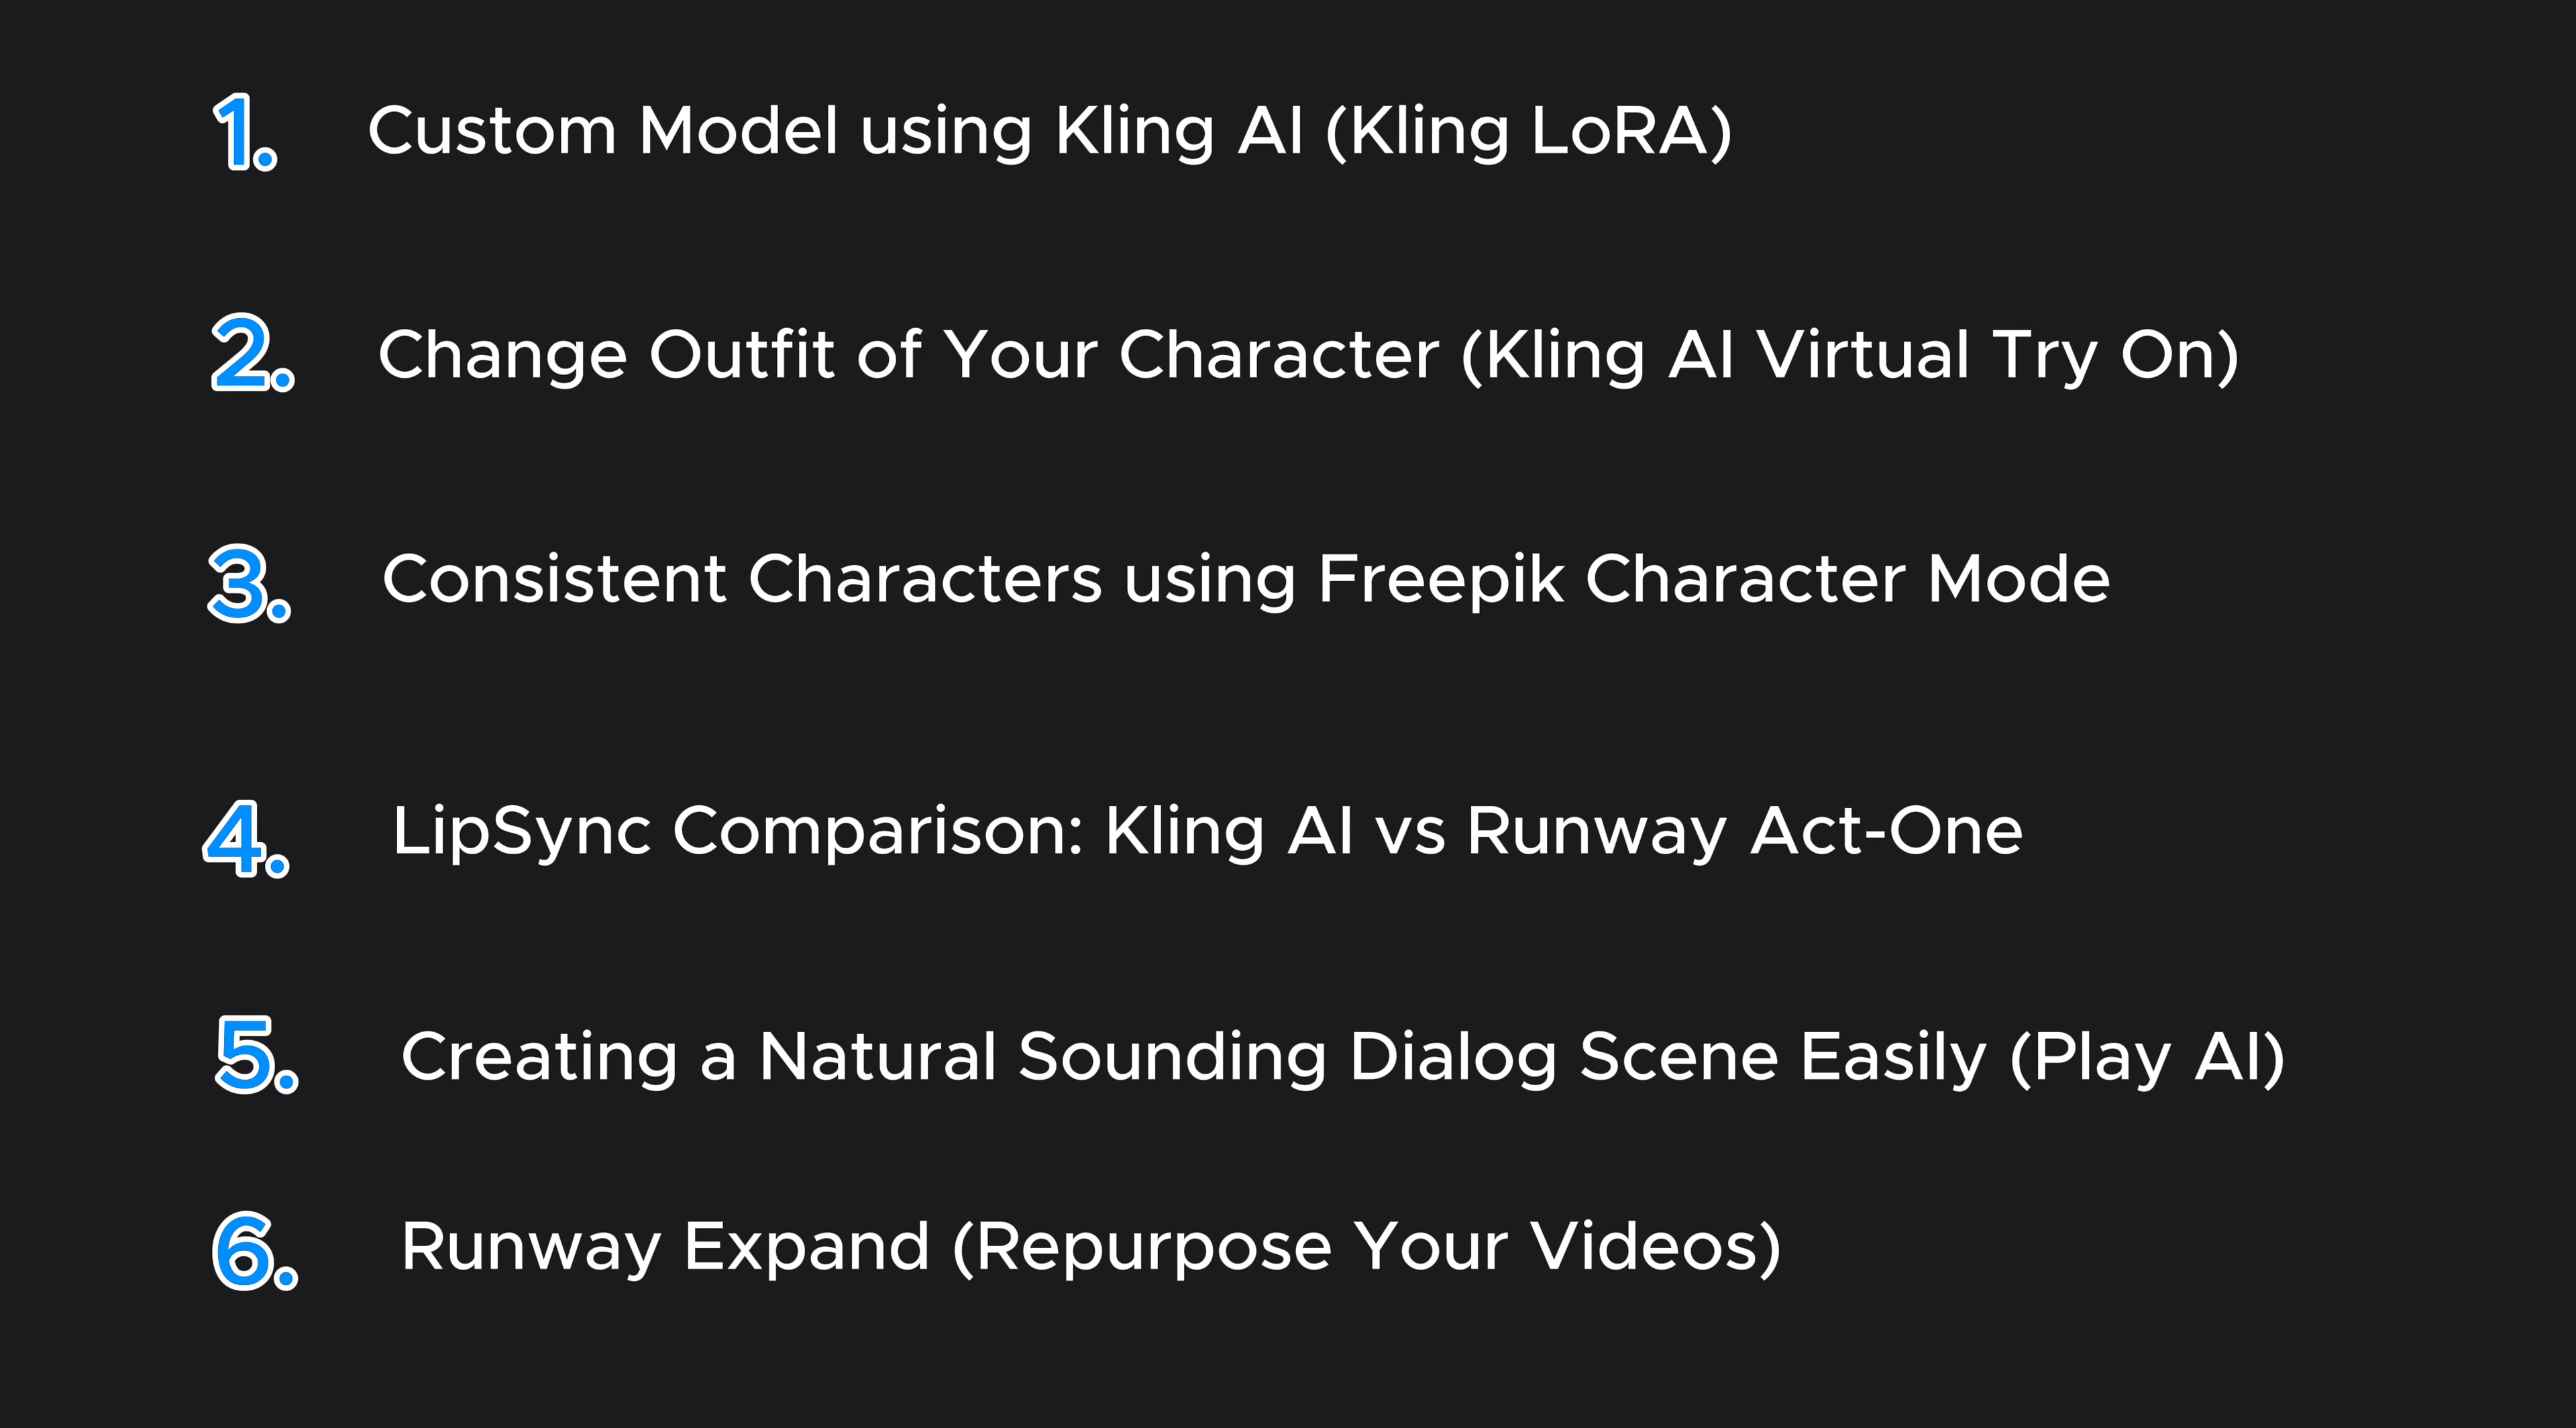 1. Custom Model using Kling AI (Kling LoRA)
2. Change Outfit of Your Character (Kling AI Virtual Try On)
3. Consistent Characters using Freepik Character Mode
4. LipSync Comparison: Kling AI vs Runway Act-One
5. Creating a Natural Sounding Dialog Scene Easily (Play AI)
6. Runway Expand (Repurpose Your Videos)